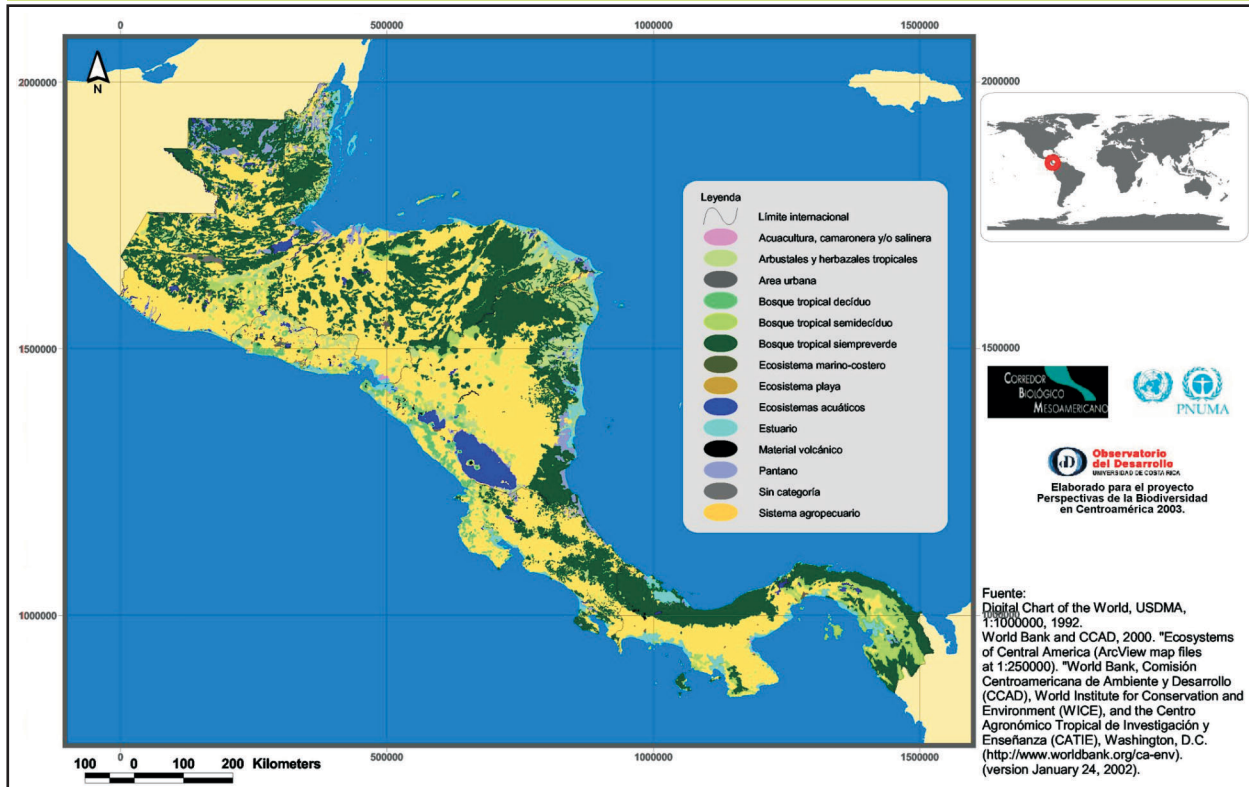 0
500000
1000000
1500000
2000000
2000000
N
Leyenda
Límite internacional
Acuacultura, camaronera y/o salinera
Arbustales y herbazales tropicales
Area urbana
Bosque tropical decíduo
Bosque tropical semidecíduo
Bosque tropical siempreverde
Ecosistema marino-costero
Ecosistema playa
Ecosistemas acuáticos
Estuario
Material volcánico
Pantano
Sin categoría
Sistema agropecuario
1500000
1500000
CORREDOR
BIOLÓGICO
MESOAMERICANO
PNUMA
Observatorio
del Desarrollo
UNIVERSIDAD DE COSTA RICA
Elaborado para el proyecto
Perspectivas de la Biodiversidad
en Centroamérica 2003.
1000000
1000000
Fuente:
Digital Chart of the World, USDMA,
1:1000000, 1992.
World Bank and CCAD, 2000. "Ecosystems
of Central America (ArcView map files
at 1:250000). "World Bank, Comisión
Centroamericana de Ambiente y Desarrollo
(CCAD), World Institute for Conservation and
Environment (WICE), and the Centro
Agronómico Tropical de Investigación y
Enseñanza (CATIE), Washington, D.C.
(http://www.worldbank.org/ca-env).
(version January 24, 2002).
0
500000
1000000
1500000
100 0 100 200 Kilometers